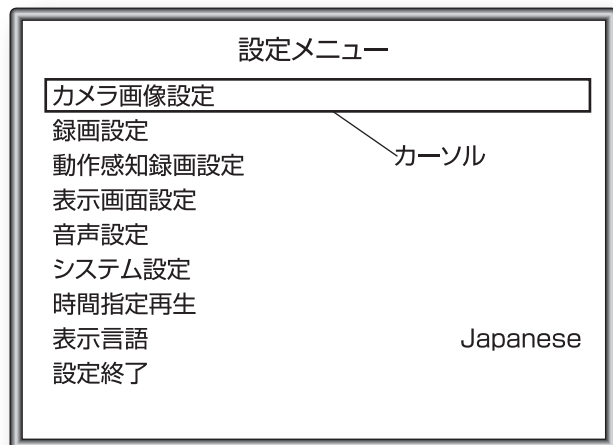 設定メニュー
カメラ画像設定
録画設定
カーソル
動作感知録画設定
表示画面設定
音声設定
システム設定
時間指定再生
表示言語 Japanese
設定終了